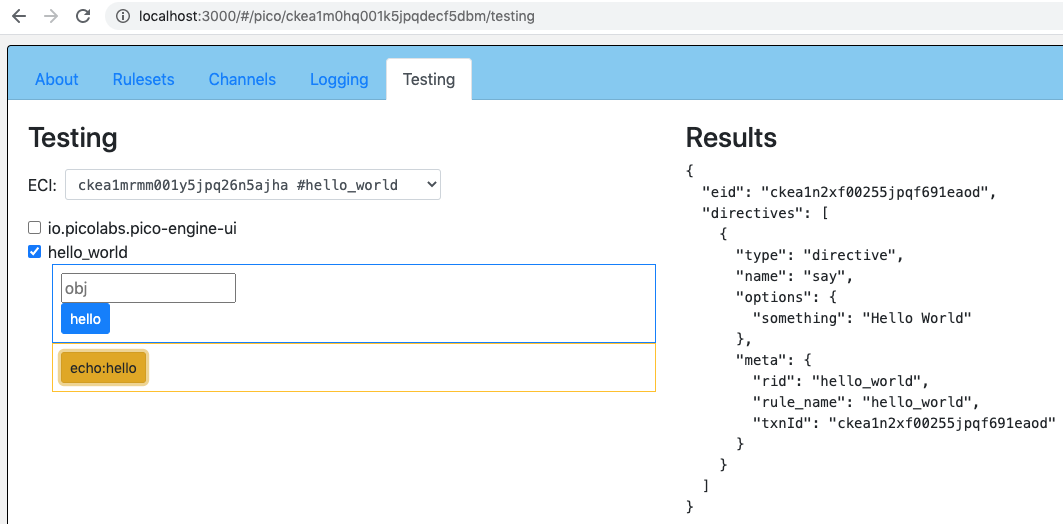 localhost:3000/#/pico/ckea1m0hq001k5jpqdecf5dbm/testing
About Rulesets Channels Logging Testing
Testing
ECI: ckea1mrmm001y5jpq26n5ajha #hello_world
io.picolabs.pico-engine-ui
hello_world
obj
hello
echo:hello
Results
{
  "eid": "ckea1n2xf00255jpqf691eaod",
  "directives": [
    {
      "type": "directive",
      "name": "say",
      "options": {
        "something": "Hello World"
      },
      "meta": {
        "rid": "hello_world",
        "rule_name": "hello_world",
        "txnId": "ckea1n2xf00255jpqf691eaod"
      }
    }
  ]
}